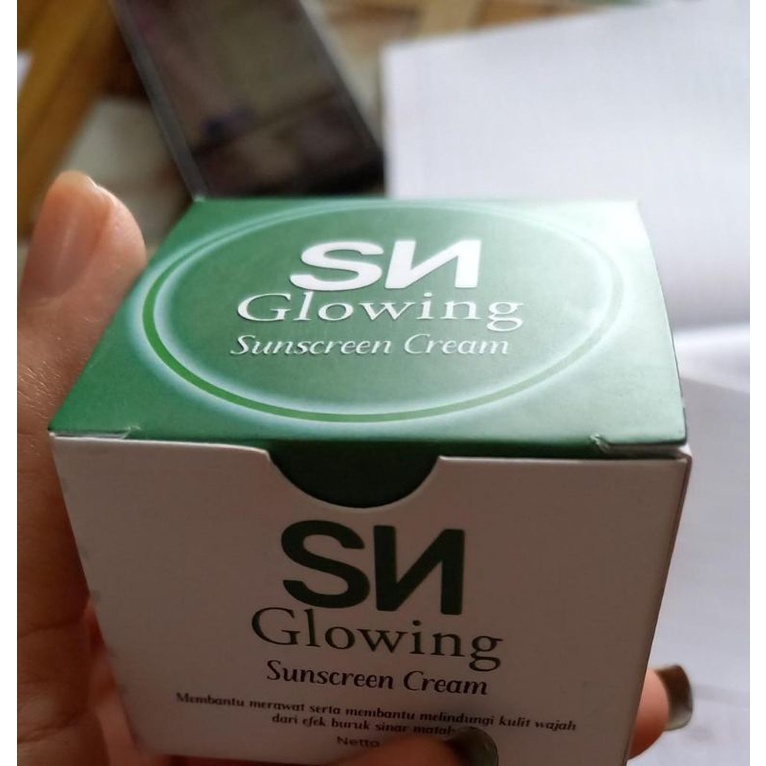 SN
Glowing
Sunscreen Cream
SN
Glowing
Sunscreen Cream
Membantu merawat serta membantu melindungi kulit wajah
dari efek buruk sinar
Netto